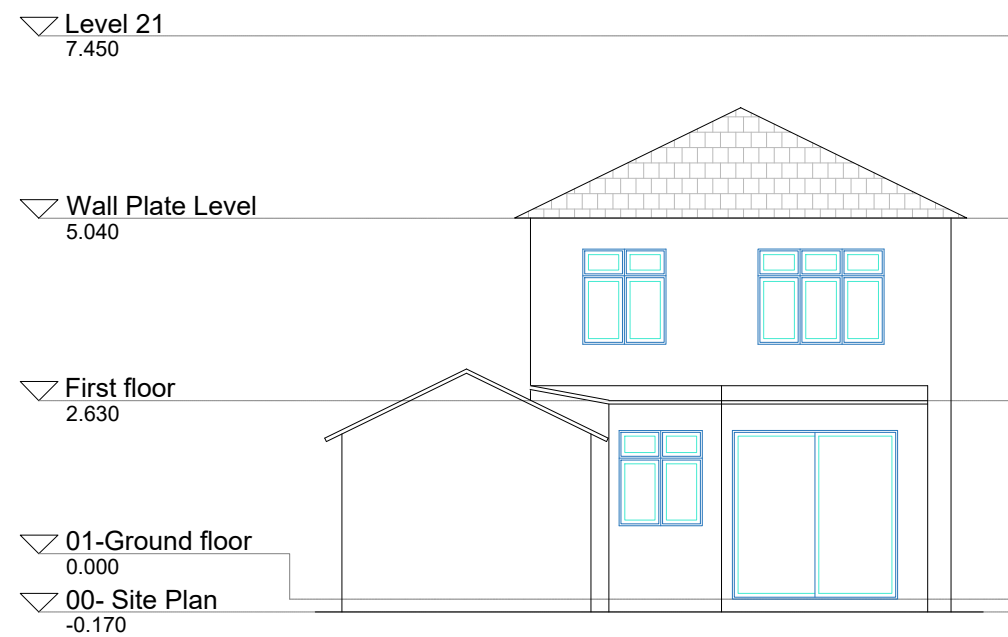 Level 21
7.450
Wall Plate Level
5.040
First floor
2.630
01-Ground floor
0.000
00- Site Plan
-0.170